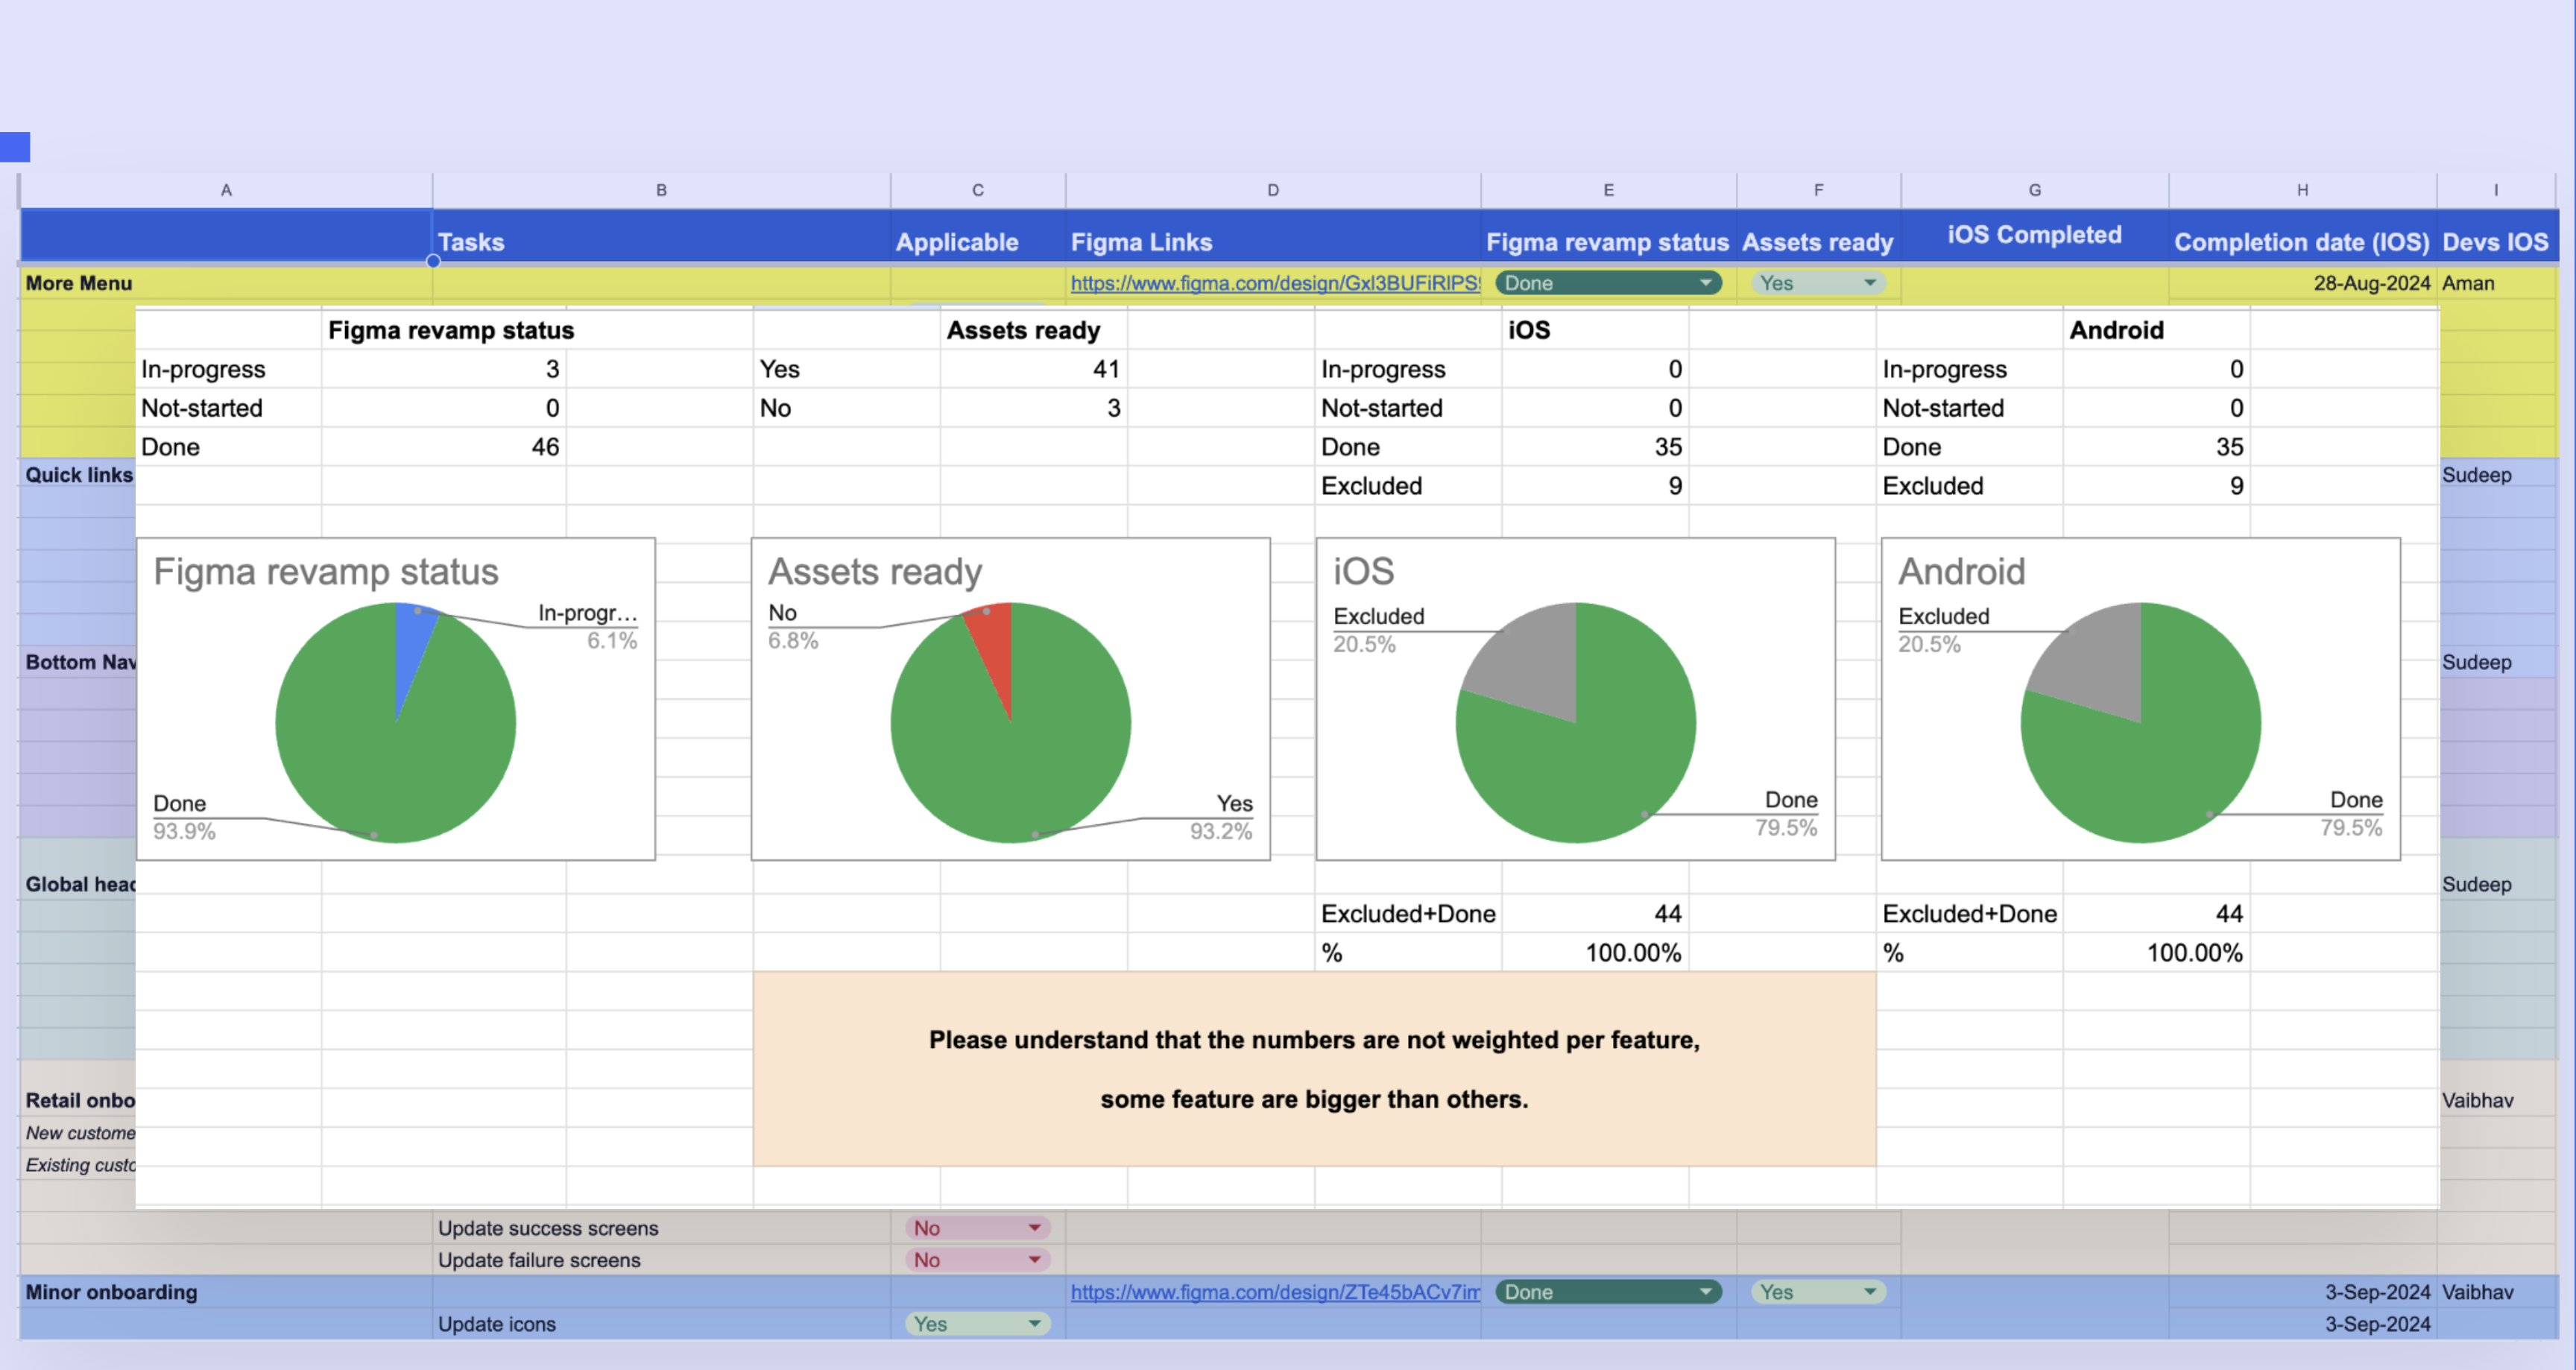 A B C D E F G H I
Tasks Applicable Figma Links Figma revamp status Assets ready iOS Completed Completion date (IOS) Devs IOS
More Menu https://www.figma.com/design/GxI3BUFiRIPS Done Yes 28-Aug-2024 Aman
Figma revamp status Assets ready iOS Android
In-progress 3 Yes 41 In-progress 0 In-progress 0
Not-started 0 No 3 Not-started 0 Not-started 0
Done 46 Done 35 Done 35
Quick links Sudeep
Excluded 9 Excluded 9
Figma revamp status Assets ready iOS Android
In-progr... No Excluded Excluded
6.1% 6.8% 20.5% 20.5%
Bottom Nav Sudeep
Done Yes Done Done
93.9% 93.2% 79.5% 79.5%
Global head Sudeep
Excluded+Done 44 Excluded+Done 44
% 100.00% % 100.00%
Please understand that the numbers are not weighted per feature,
some feature are bigger than others.
Retail onbo Vaibhav
New custome
Existing custo
Update success screens No
Update failure screens No
Minor onboarding https://www.figma.com/design/ZTe45bACv7im Done Yes 3-Sep-2024 Vaibhav
Update icons Yes 3-Sep-2024